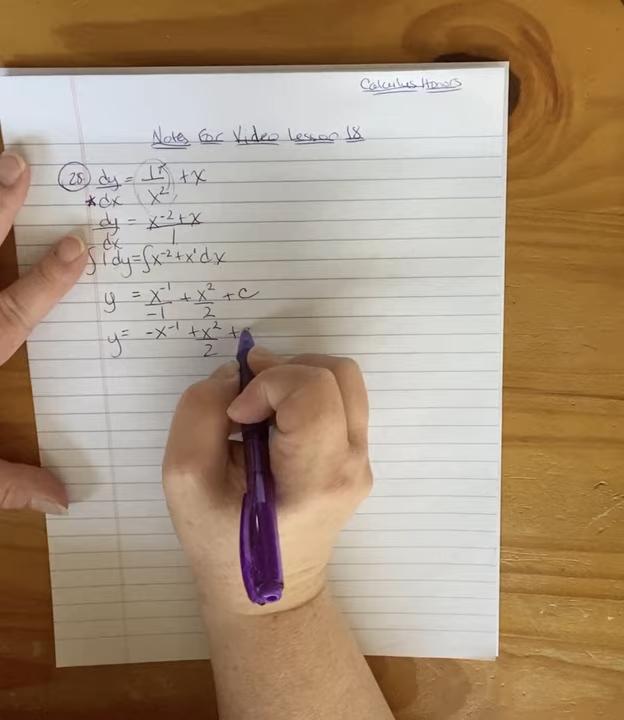 Calculus Honors
Notes For Video Lesson 18
28 dy/dx = 1/x² + x
* dy/dx = x⁻² + x / 1
∫1 dy = ∫x⁻² + x¹ dx
y = x⁻¹/-1 + x²/2 + C
y = -x⁻¹ + x²/2 +